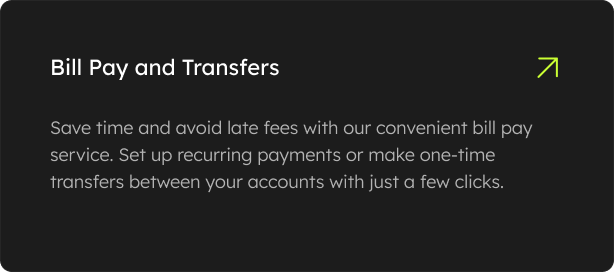 Bill Pay and Transfers
Save time and avoid late fees with our convenient bill pay
service. Set up recurring payments or make one-time
transfers between your accounts with just a few clicks.